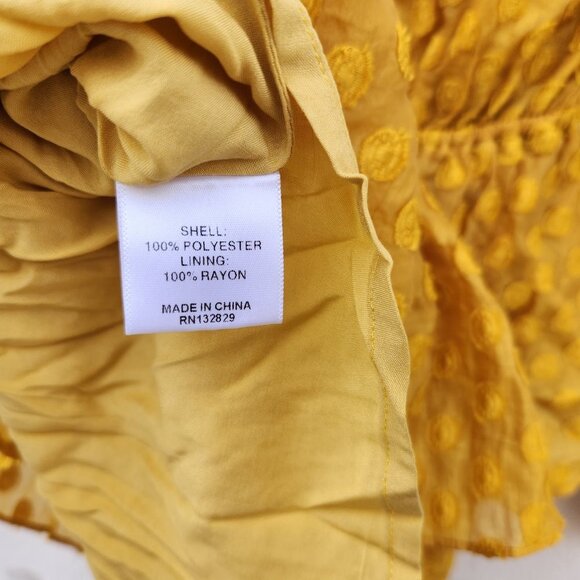 SHELL:
100% POLYESTER
LINING:
100% RAYON
MADE IN CHINA
RN132829